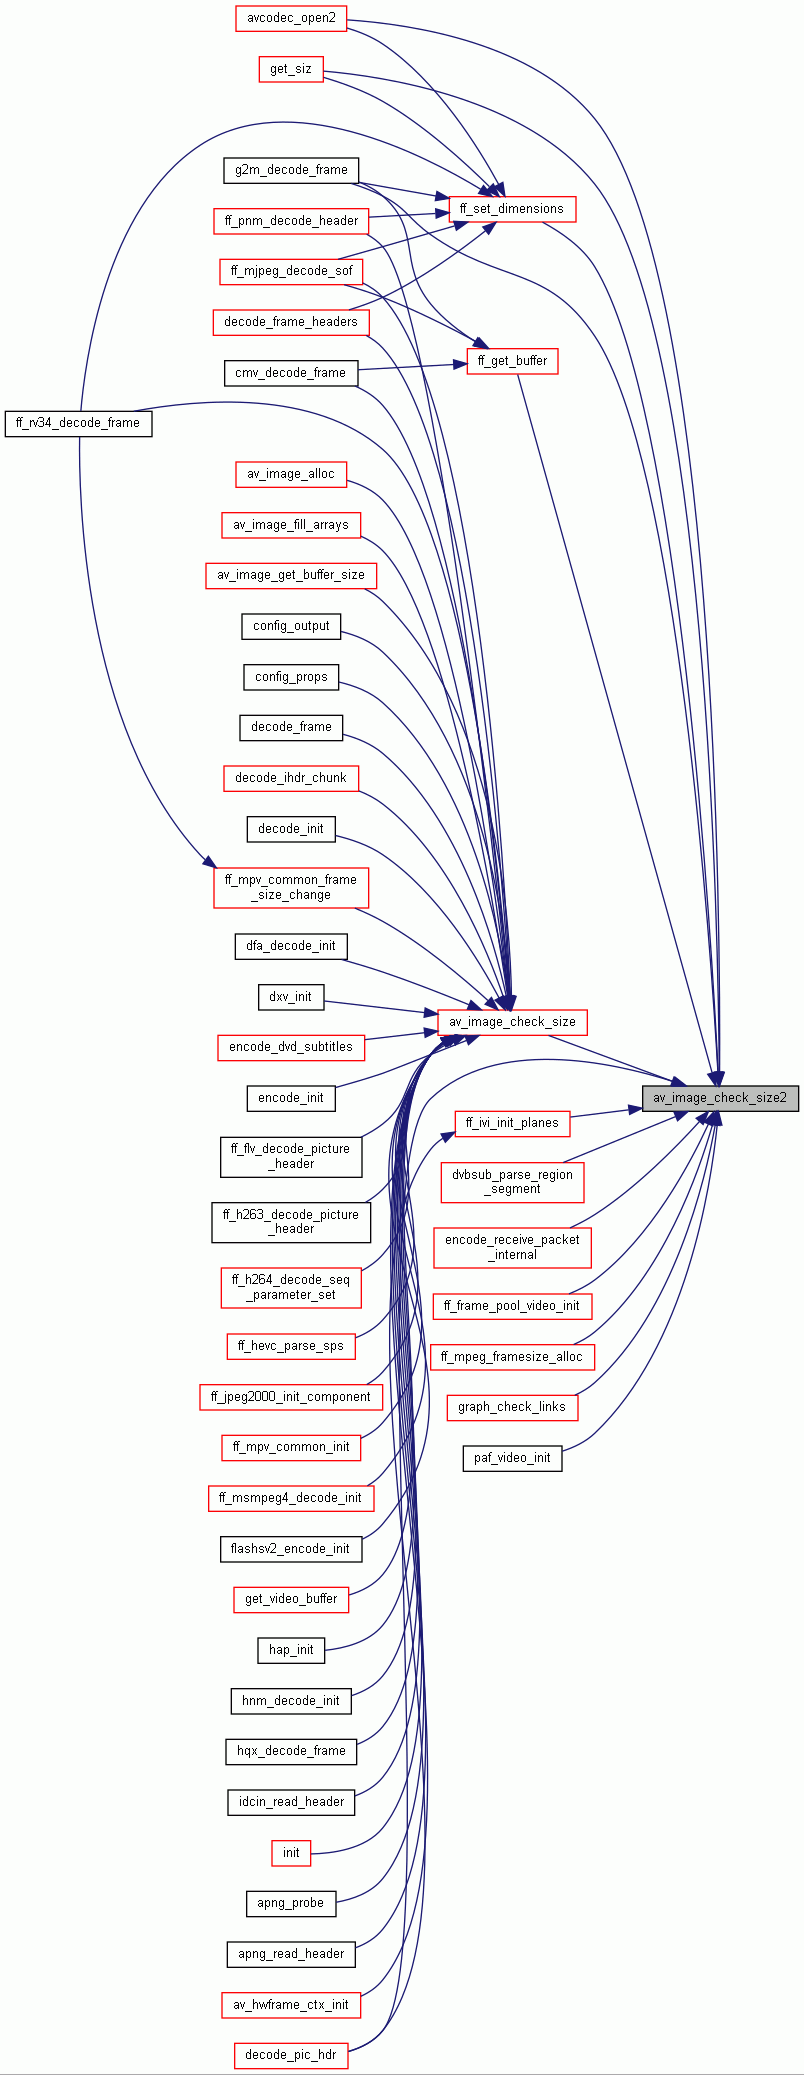 avcodec_open2
get_siz
g2m_decode_frame
ff_set_dimensions
ff_pnm_decode_header
ff_mjpeg_decode_sof
decode_frame_headers
ff_get_buffer
cmv_decode_frame
ff_rv34_decode_frame
av_image_alloc
av_image_fill_arrays
av_image_get_buffer_size
config_output
config_props
decode_frame
decode_ihdr_chunk
decode_init
ff_mpv_common_frame
_size_change
dfa_decode_init
dxv_init
av_image_check_size
encode_dvd_subtitles
encode_init
av_image_check_size2
ff_ivi_init_planes
ff_flv_decode_picture
_header
dvbsub_parse_region
_segment
ff_h263_decode_picture
_header
encode_receive_packet
_internal
ff_h264_decode_seq
_parameter_set
ff_frame_pool_video_init
ff_hevc_parse_sps
ff_mpeg_framesize_alloc
ff_jpeg2000_init_component
graph_check_links
ff_mpv_common_init
paf_video_init
ff_msmpeg4_decode_init
flashsv2_encode_init
get_video_buffer
hap_init
hnm_decode_init
hqx_decode_frame
idcin_read_header
init
apng_probe
apng_read_header
av_hwframe_ctx_init
decode_pic_hdr